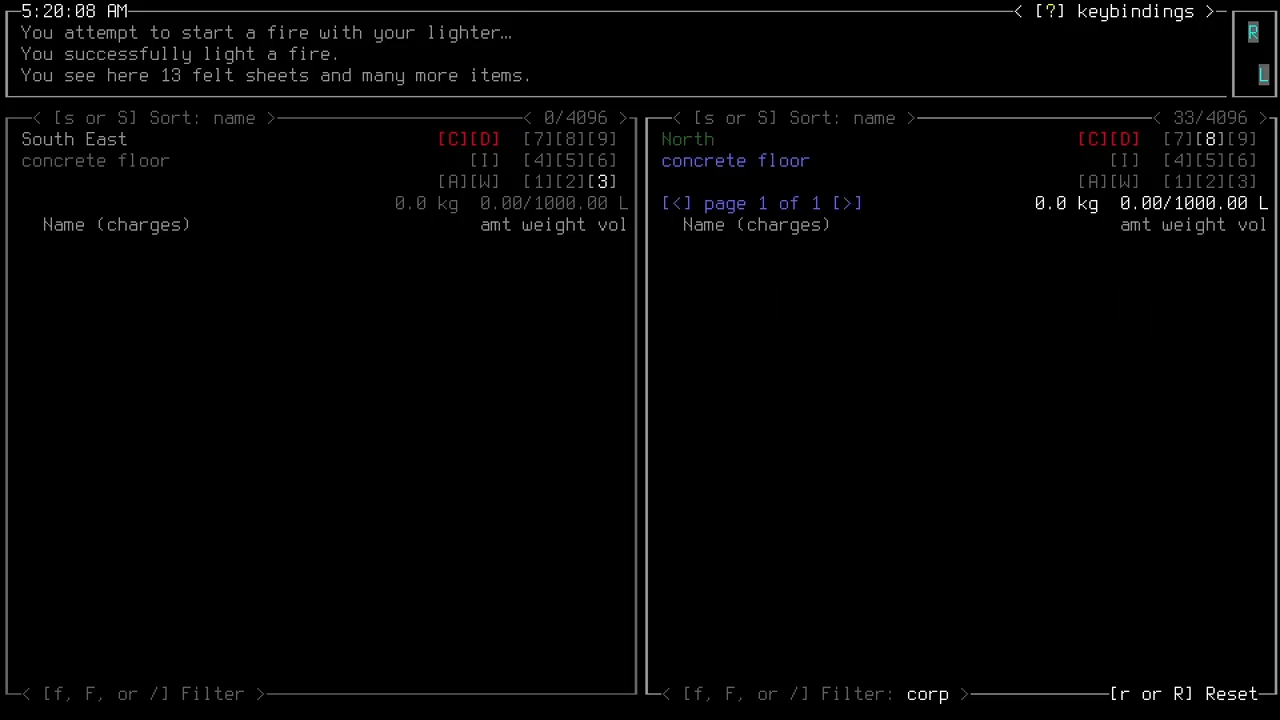 5:20:08 AM < [?] keybindings >
You attempt to start a fire with your lighter…
You successfully light a fire.
You see here 13 felt sheets and many more items.
R
L
< [s or S] Sort: name > < 0/4096 >
South East [C][D] [7][8][9]
concrete floor [I] [4][5][6]
[A][W] [1][2][3]
0.0 kg 0.00/1000.00 L
Name (charges) amt weight vol
< [f, F, or /] Filter >
< [s or S] Sort: name > < 33/4096 >
North [C][D] [7][8][9]
concrete floor [I] [4][5][6]
[A][W] [1][2][3]
[<] page 1 of 1 [>] 0.0 kg 0.00/1000.00 L
Name (charges) amt weight vol
< [f, F, or /] Filter: corp > [r or R] Reset